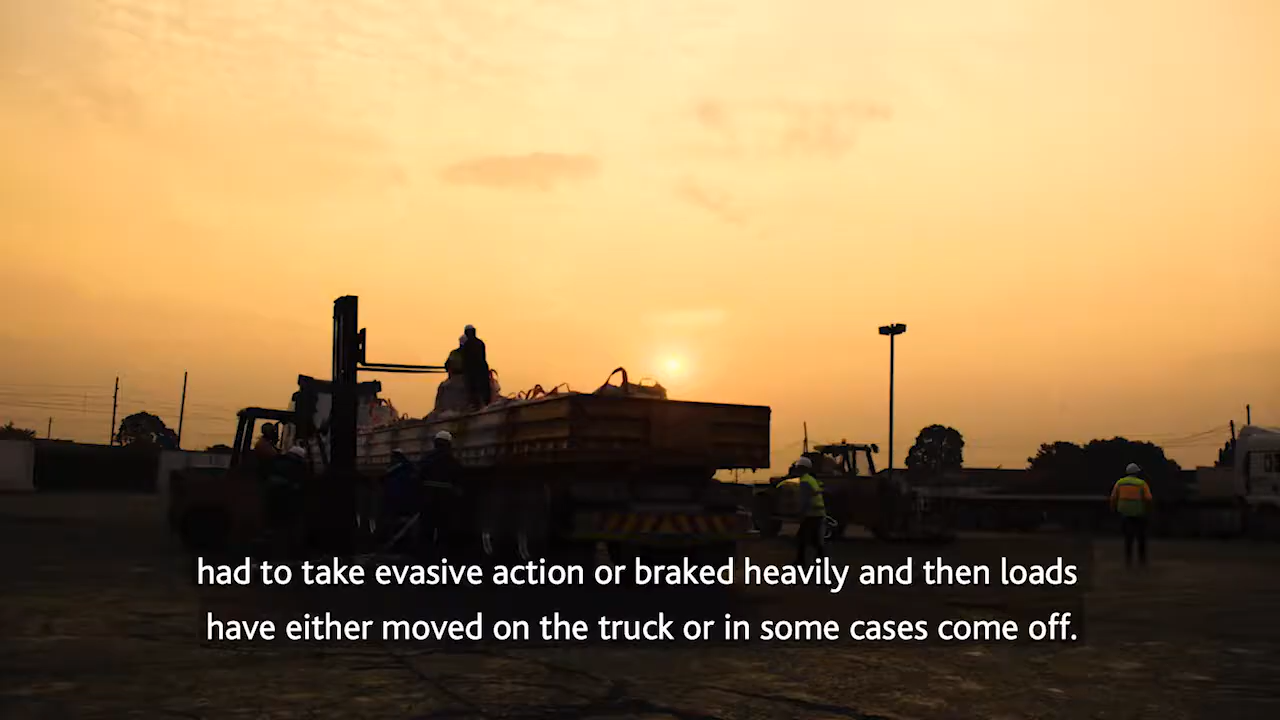 had to take evasive action or braked heavily and then loads
have either moved on the truck or in some cases come off.